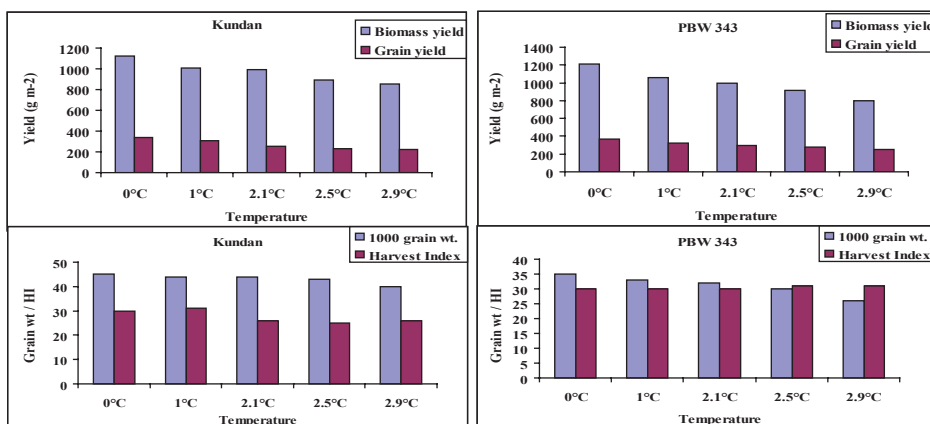 Kundan
Biomass yield
Grain yield
Yield (g m-2)
1200
1000
800
600
400
200
0
0°C 1°C 2.1°C 2.5°C 2.9°C
Temperature
PBW 343
Biomass yield
Grain yield
Yield (g m-2)
1400
1200
1000
800
600
400
200
0
0°C 1°C 2.1°C 2.5°C 2.9°C
Temperature
Kundan
1000 grain wt.
Harvest Index
Grain wt / HI
50
40
30
20
10
0
0°C 1°C 2.1°C 2.5°C 2.9°C
Temperature
PBW 343
1000 grain wt.
Harvest Index
Grain wt / HI
40
35
30
25
20
15
10
5
0
0°C 1°C 2.1°C 2.5°C 2.9°C
Temperature